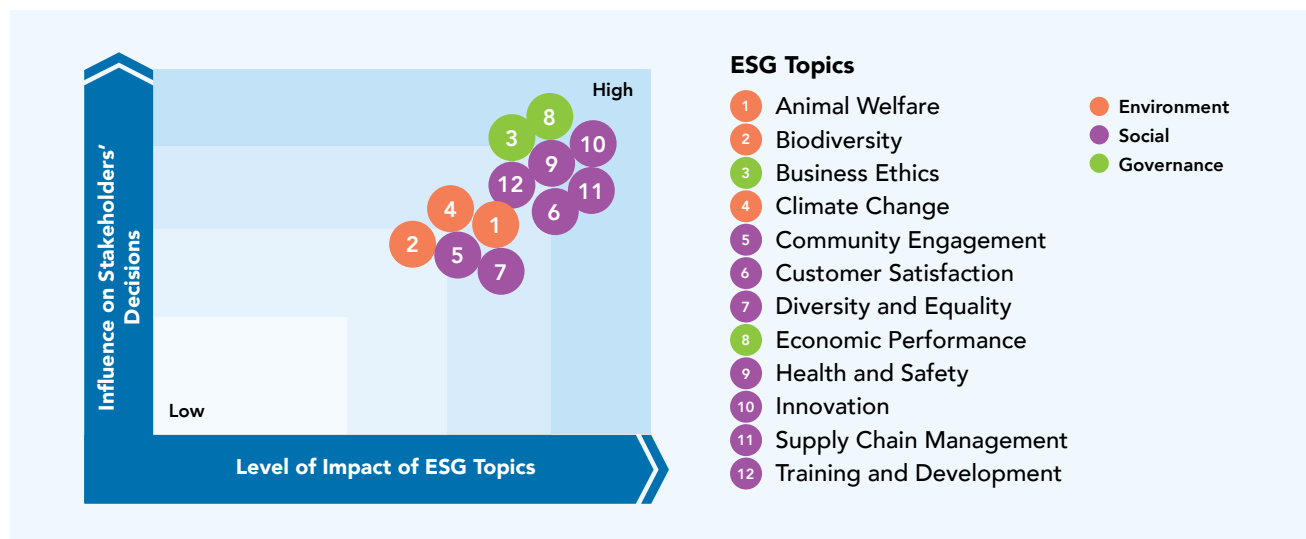 Influence on Stakeholders'
Decisions
High
8
3
10
9
12
11
6
4
1
2
5
7
Low
Level of Impact of ESG Topics
ESG Topics
1 Animal Welfare
2 Biodiversity
3 Business Ethics
4 Climate Change
5 Community Engagement
6 Customer Satisfaction
7 Diversity and Equality
8 Economic Performance
9 Health and Safety
10 Innovation
11 Supply Chain Management
12 Training and Development
Environment
Social
Governance